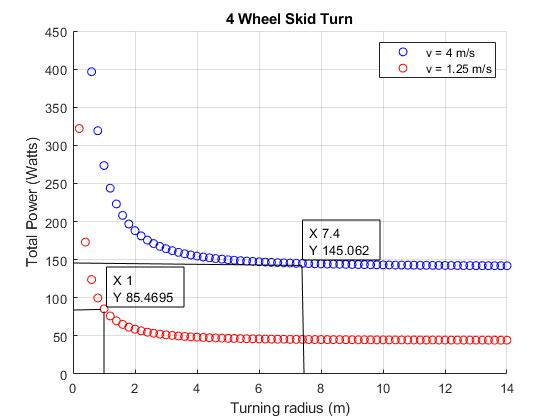 4 Wheel Skid Turn
450
400
350
300
250
200
150
100
50
0
Total Power (Watts)
v = 4 m/s
v = 1.25 m/s
X 7.4
Y 145.062
X 1
Y 85.4695
0 2 4 6 8 10 12 14
Turning radius (m)